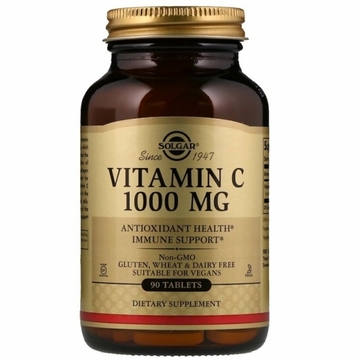 SOLGAR®
Since 1947
VITAMIN C
1000 MG
ANTIOXIDANT HEALTH*
IMMUNE SUPPORT*
Non-GMO
GLUTEN, WHEAT & DAIRY FREE
SUITABLE FOR VEGANS
90 TABLETS
DIETARY SUPPLEMENT